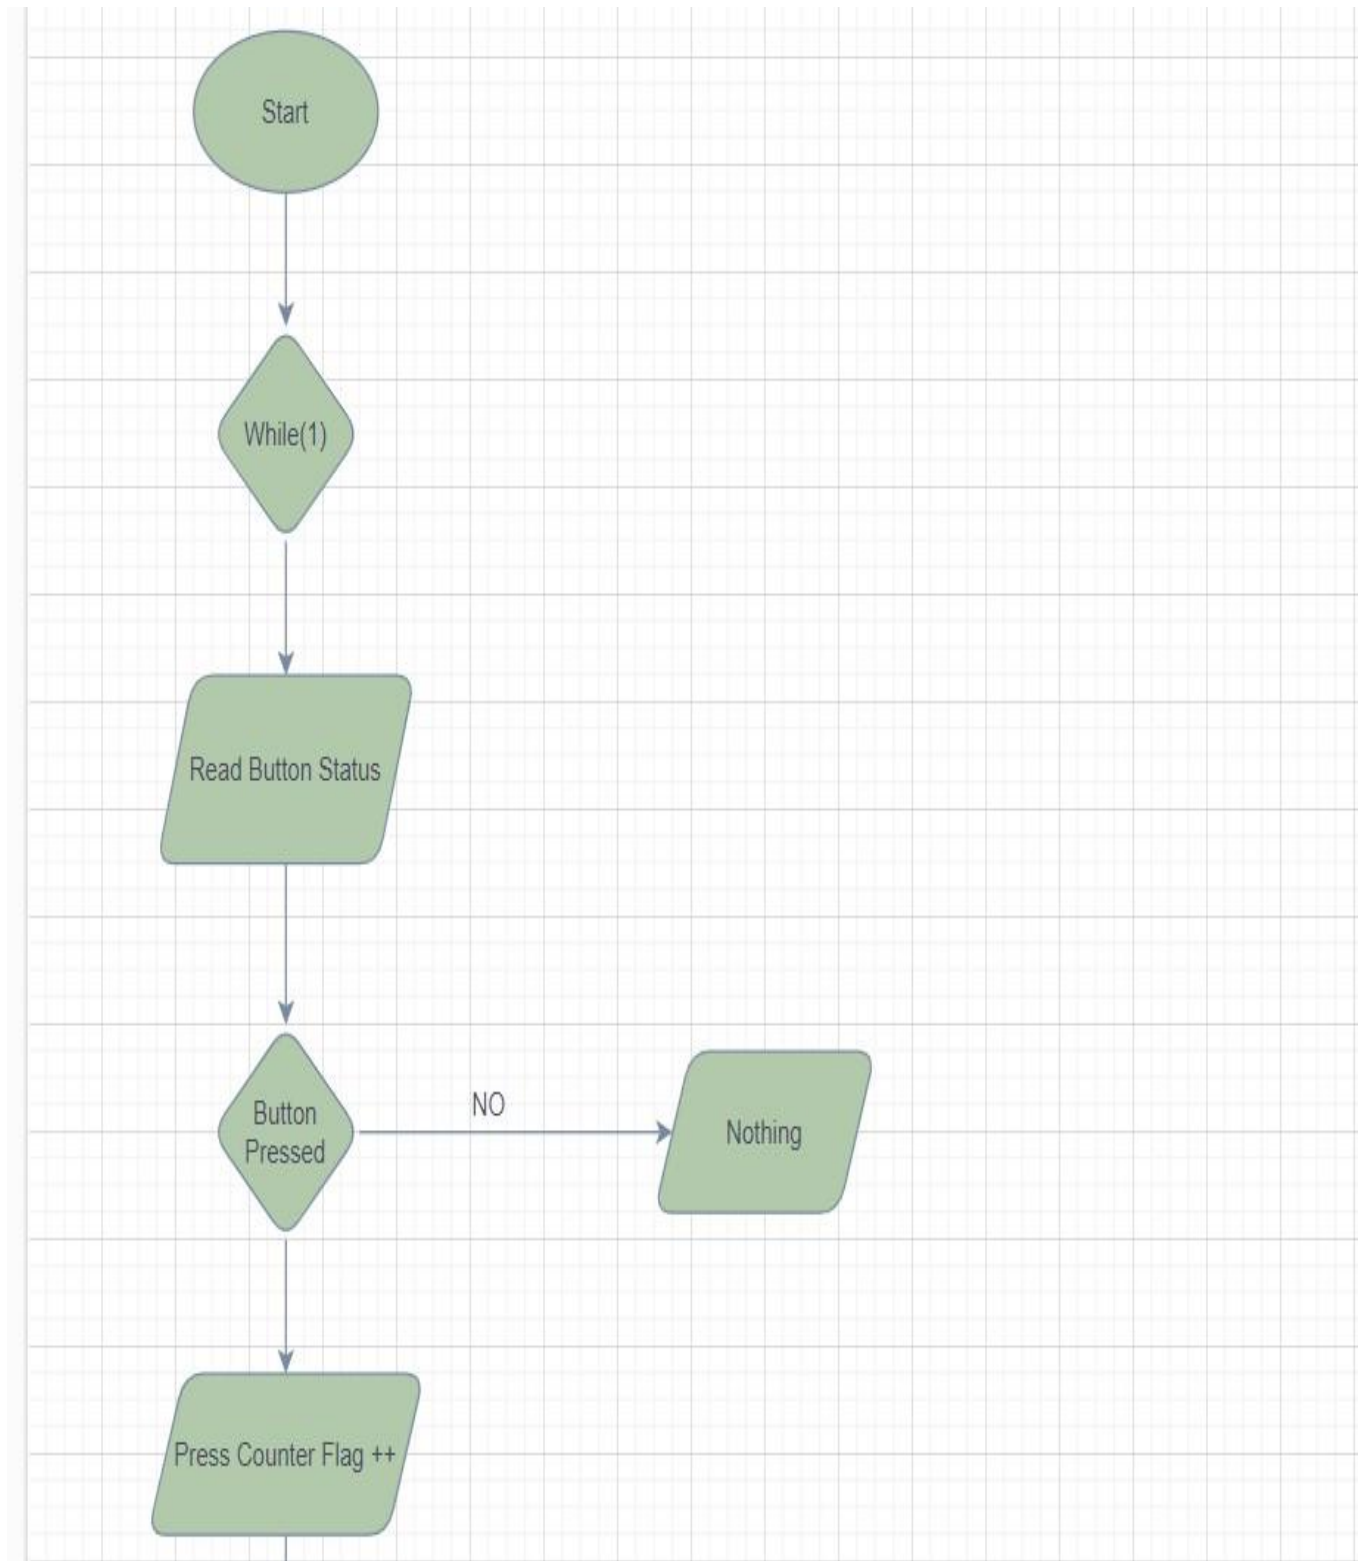 Start
While(1)
Read Button Status
Button
Pressed
NO
Nothing
Press Counter Flag ++